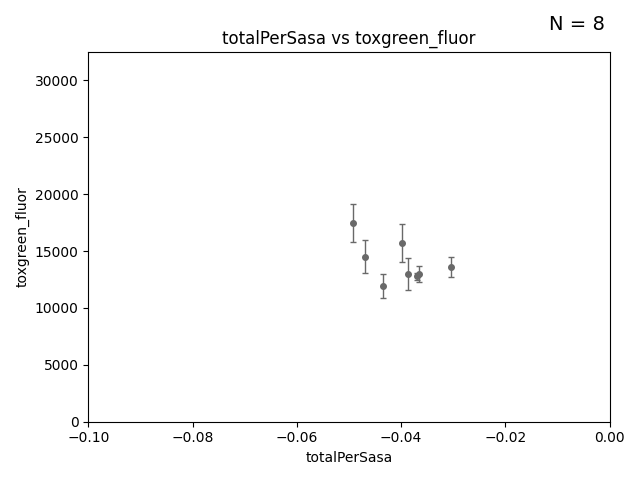 N = 8
totalPerSasa vs toxgreen_fluor
30000
25000
20000
15000
10000
5000
0
toxgreen_fluor
−0.10 −0.08 −0.06 −0.04 −0.02 0.00
totalPerSasa